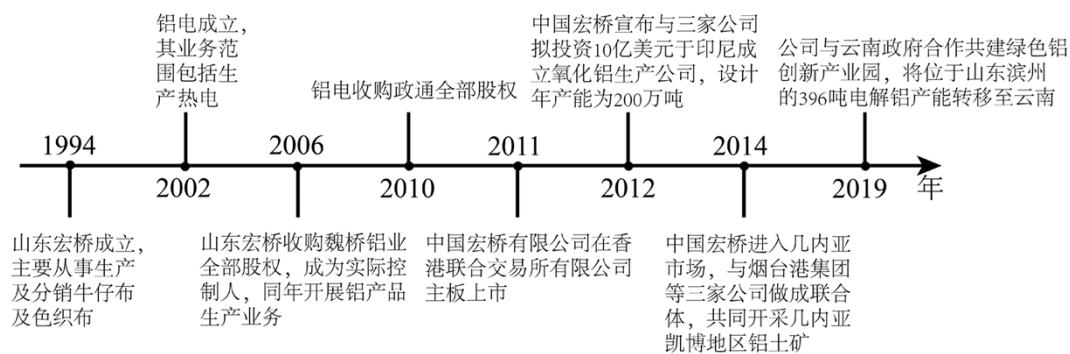 1994
山东宏桥成立，
主要从事生产
及分销牛仔布
及色织布
铝电成立，
其业务范
围包括生
产热电
2002
2006
山东宏桥收购魏桥铝业
全部股权，成为实际控
制人，同年开展铝产品
生产业务
铝电收购政通全部股权
2010
2011
中国宏桥有限公司在香
港联合交易所有限公司
主板上市
中国宏桥宣布与三家公司
拟投资10亿美元于印尼成
立氧化铝生产公司，设计
年产能为200万吨
2012
2014
中国宏桥进入几内亚
市场，与烟台港集团
等三家公司做成联合
体，共同开采几内亚
凯博地区铝土矿
公司与云南政府合作共建绿色铝
创新产业园，将位于山东滨州
的396吨电解铝产能转移至云南
2019
年